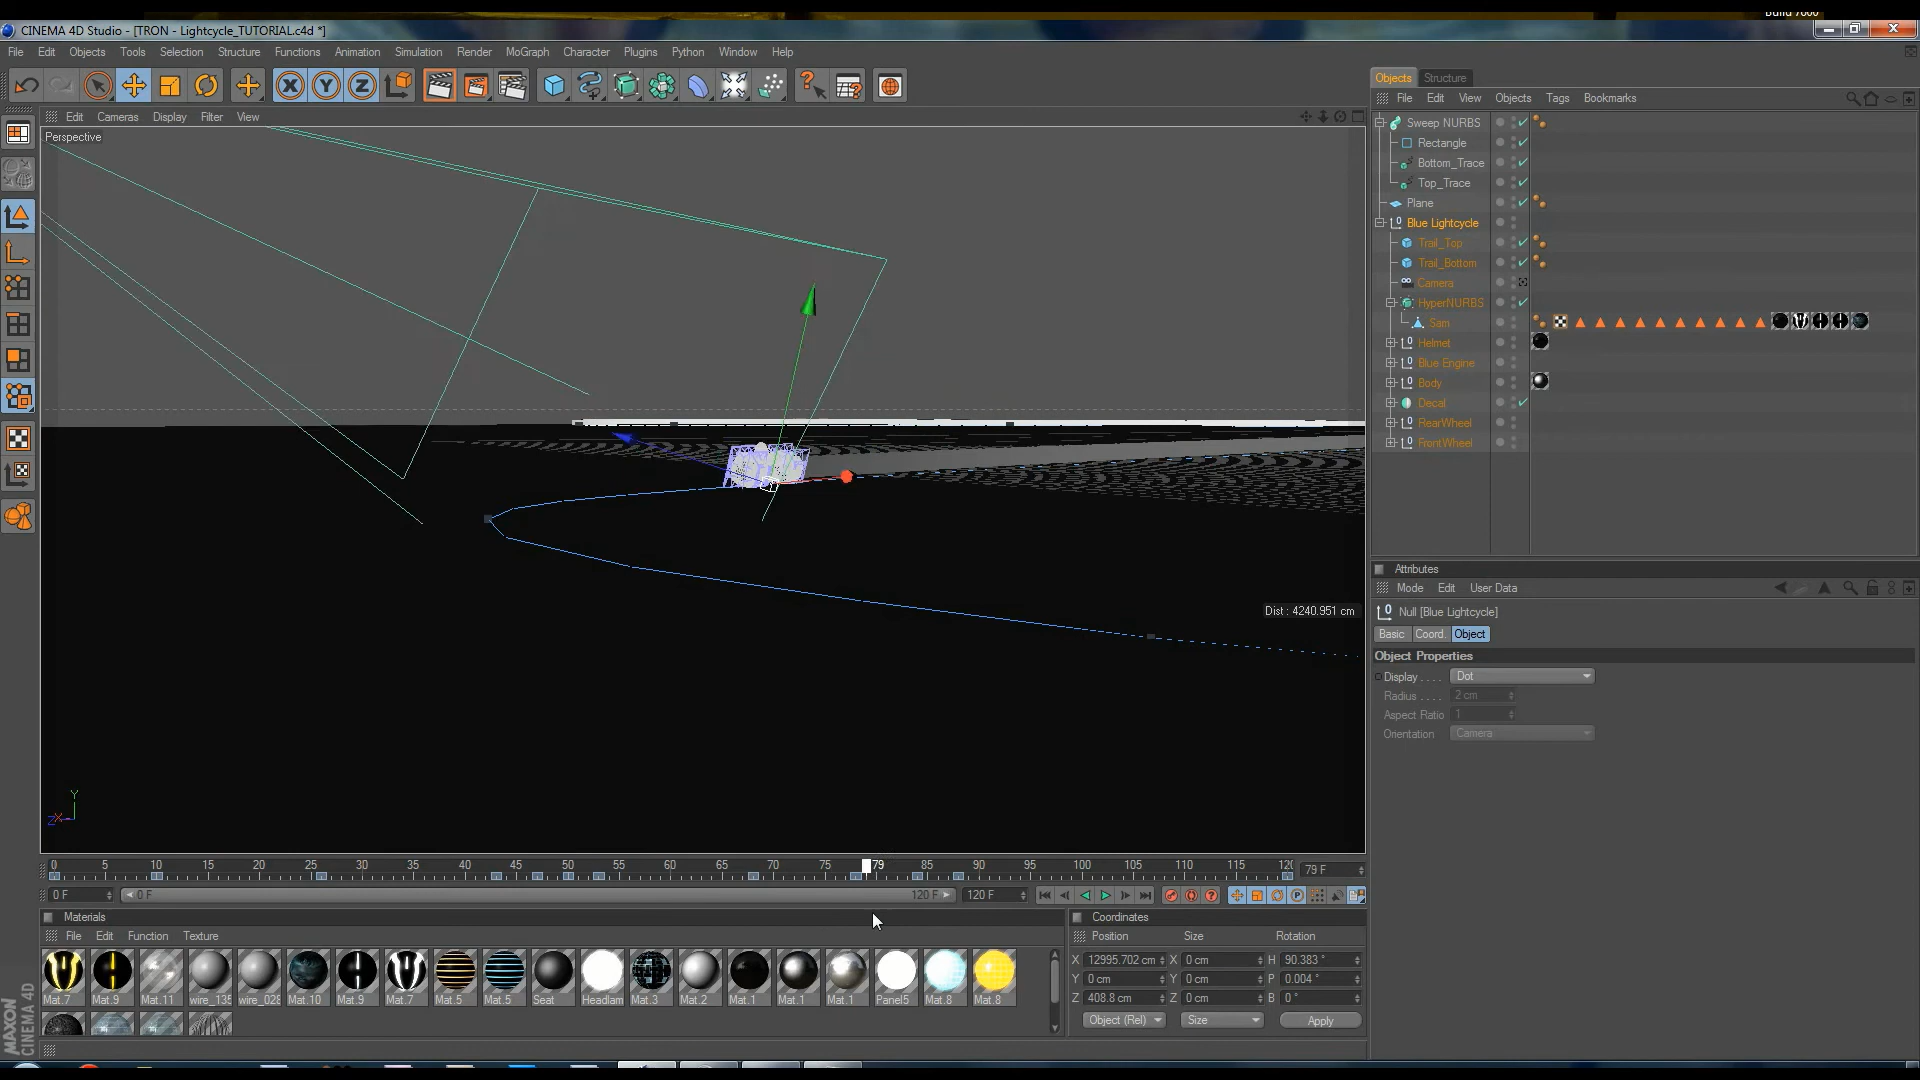 Build 7600
CINEMA 4D Studio - [TRON - Lightcycle_TUTORIAL.c4d *]
File Edit Objects Tools Selection Structure Functions Animation Simulation Render MoGraph Character Plugins Python Window Help
Objects Structure
File Edit View Objects Tags Bookmarks
Edit Cameras Display Filter View
Perspective
Sweep NURBS
Rectangle
Bottom_Trace
Top_Trace
Plane
Blue Lightcycle
Trail_Top
Trail_Bottom
Camera
HyperNURBS
Sam
Helmet
Blue Engine
Body
Decal
RearWheel
FrontWheel
Dist : 4240.951 cm
Y
Z X
Attributes
Mode Edit User Data
Null [Blue Lightcycle]
Basic Coord. Object
Object Properties
Display . . . . Dot
Radius . . . . 2 cm
Aspect Ratio 1
Orientation Camera
0 5 10 15 20 25 30 35 40 45 50 55 60 65 70 75 79 85 90 95 100 105 110 115 120 79 F
0 F 0 F 120 F 120 F
Materials
File Edit Function Texture
Mat.7 Mat.9 Mat.11 wire_135 wire_028 Mat.10 Mat.9 Mat.7 Mat.5 Mat.5 Seat Headlam Mat.3 Mat.2 Mat.1 Mat.1 Mat.1 Panel5 Mat.8 Mat.8
Coordinates
Position Size Rotation
X 12995.702 cm X 0 cm H 90.383 °
Y 0 cm Y 0 cm P 0.004 °
Z 408.8 cm Z 0 cm B 0 °
Object (Rel) Size Apply
MAXON CINEMA 4D